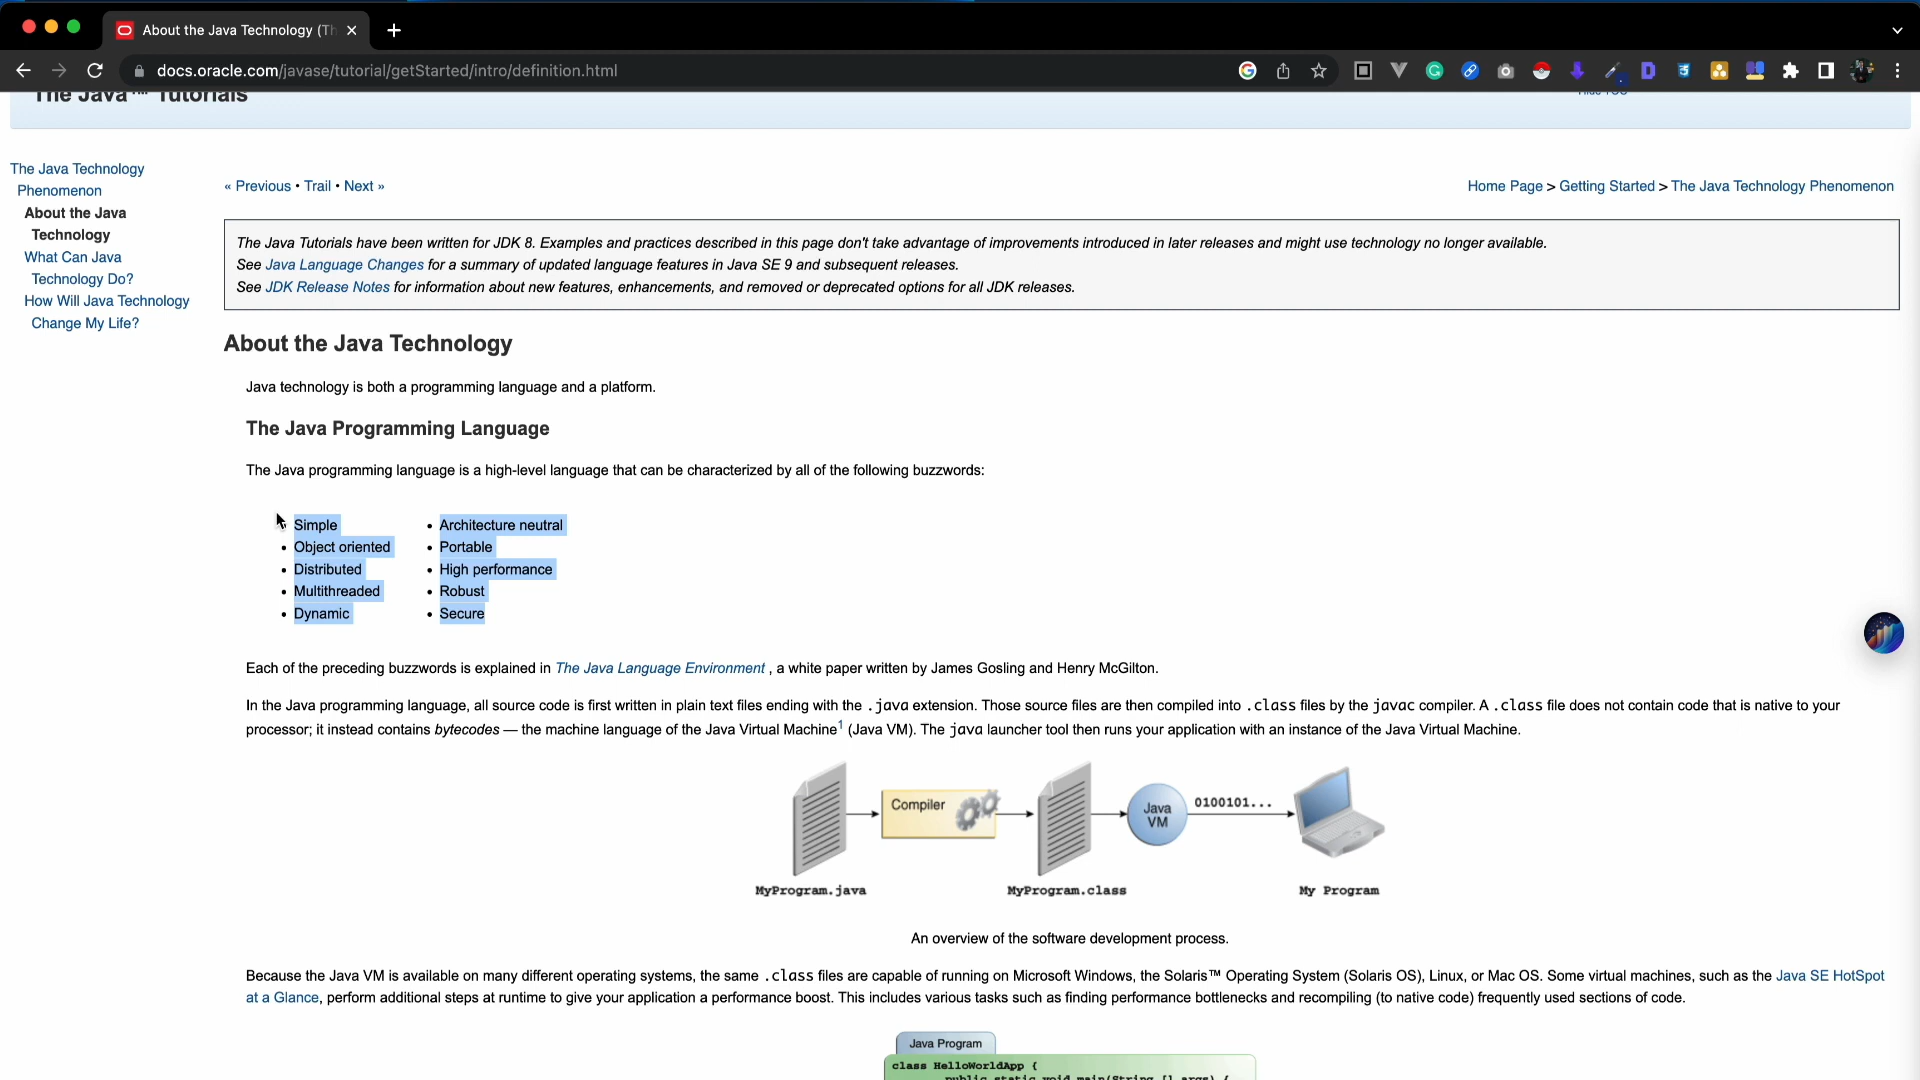 About the Java Technology (Th
docs.oracle.com/javase/tutorial/getStarted/intro/definition.html
The Java™ Tutorials
Hide TOC
The Java Technology
Phenomenon
About the Java
Technology
What Can Java
Technology Do?
How Will Java Technology
Change My Life?
« Previous • Trail • Next »
Home Page > Getting Started > The Java Technology Phenomenon
The Java Tutorials have been written for JDK 8. Examples and practices described in this page don't take advantage of improvements introduced in later releases and might use technology no longer available.
See Java Language Changes for a summary of updated language features in Java SE 9 and subsequent releases.
See JDK Release Notes for information about new features, enhancements, and removed or deprecated options for all JDK releases.
About the Java Technology
Java technology is both a programming language and a platform.
The Java Programming Language
The Java programming language is a high-level language that can be characterized by all of the following buzzwords:
• Simple
• Object oriented
• Distributed
• Multithreaded
• Dynamic
• Architecture neutral
• Portable
• High performance
• Robust
• Secure
Each of the preceding buzzwords is explained in The Java Language Environment , a white paper written by James Gosling and Henry McGilton.
In the Java programming language, all source code is first written in plain text files ending with the .java extension. Those source files are then compiled into .class files by the javac compiler. A .class file does not contain code that is native to your
processor; it instead contains bytecodes — the machine language of the Java Virtual Machine1 (Java VM). The java launcher tool then runs your application with an instance of the Java Virtual Machine.
Compiler
Java
VM
0100101...
MyProgram.java
MyProgram.class
My Program
An overview of the software development process.
Because the Java VM is available on many different operating systems, the same .class files are capable of running on Microsoft Windows, the Solaris™ Operating System (Solaris OS), Linux, or Mac OS. Some virtual machines, such as the Java SE HotSpot
at a Glance, perform additional steps at runtime to give your application a performance boost. This includes various tasks such as finding performance bottlenecks and recompiling (to native code) frequently used sections of code.
Java Program
class HelloWorldApp {
public static void main(String [] args) {